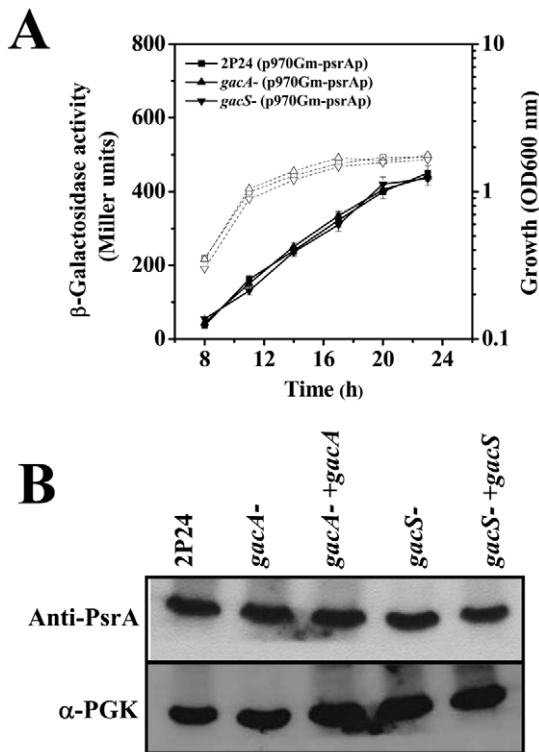 A
β-Galactosidase activity
(Miller units)
800
600
400
200
0
2P24 (p970Gm-psrAp)
gacA- (p970Gm-psrAp)
gacS- (p970Gm-psrAp)
10
1
0.1
Growth (OD600 nm)
8 12 16 20 24
Time (h)
B
2P24
gacA-
gacA- +gacA
gacS-
gacS- +gacS
Anti-PsrA
α-PGK